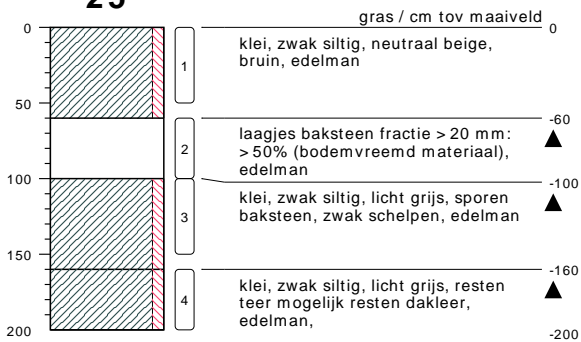 gras / cm tov maaiveld
0
0
klei, zwak siltig, neutraal beige,
bruin, edelman
1
50
-60
laagjes baksteen fractie > 20 mm:
> 50% (bodemvreemd materiaal),
edelman
2
100
-100
klei, zwak siltig, licht grijs, sporen
baksteen, zwak schelpen, edelman
3
150
-160
klei, zwak siltig, licht grijs, resten
teer mogelijk resten dakleer,
edelman,
4
200
-200